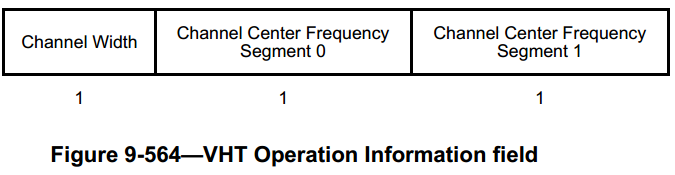 Channel Width
Channel Center Frequency
Segment 0
Channel Center Frequency
Segment 1
1
1
1
Figure 9-564—VHT Operation Information field